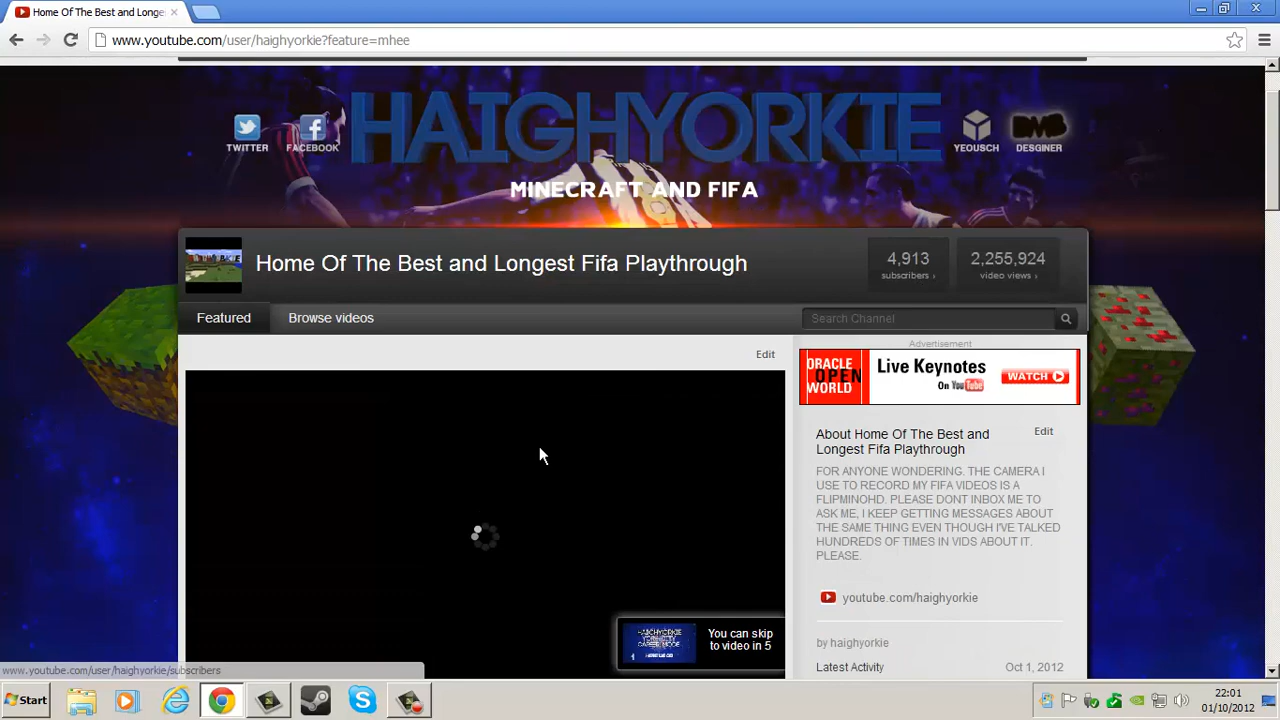 Home Of The Best and Longe
www.youtube.com/user/haighyorkie?feature=mhee
HAIGHYORKIE
TWITTER
FACEBOOK
YEOUSCH
DMB
DESGINER
MINECRAFT AND FIFA
Home Of The Best and Longest Fifa Playthrough
4,913
subscribers ›
2,255,924
video views ›
Featured
Browse videos
Search Channel
Edit
Advertisement
ORACLE
OPEN
WORLD
Live Keynotes
On YouTube
WATCH
About Home Of The Best and
Longest Fifa Playthrough
Edit
FOR ANYONE WONDERING. THE CAMERA I
USE TO RECORD MY FIFA VIDEOS IS A
FLIPMINOHD. PLEASE DONT INBOX ME TO
ASK ME, I KEEP GETTING MESSAGES ABOUT
THE SAME THING EVEN THOUGH I'VE TALKED
HUNDREDS OF TIMES IN VIDS ABOUT IT.
PLEASE.
youtube.com/haighyorkie
You can skip
to video in 5
by haighyorkie
Latest Activity
Oct 1, 2012
www.youtube.com/user/haighyorkie/subscribers
Start
22:01
01/10/2012